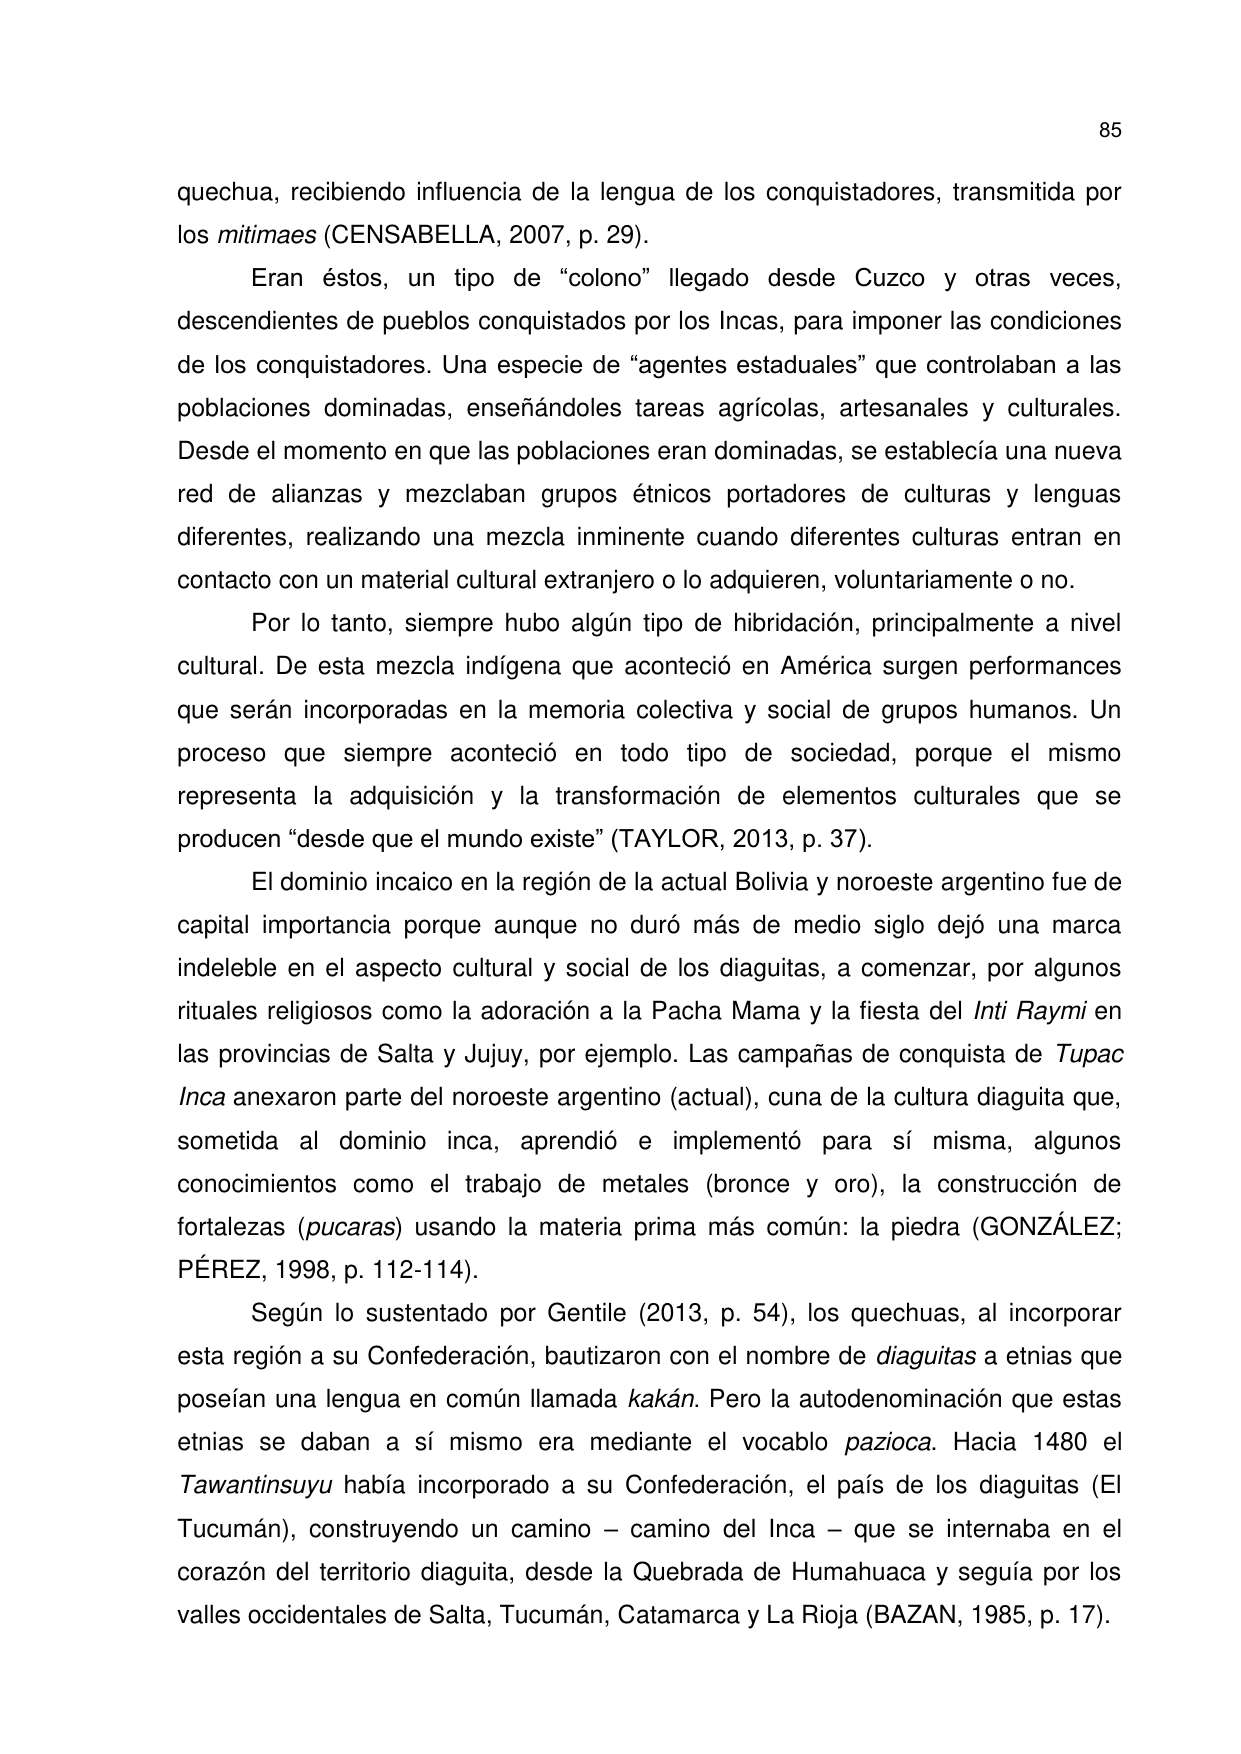 85
quechua, recibiendo influencia de la lengua de los conquistadores, transmitida por
los mitimaes (CENSABELLA, 2007, p. 29).
Eran éstos, un tipo de “colono” llegado desde Cuzco y otras veces,
descendientes de pueblos conquistados por los Incas, para imponer las condiciones
de los conquistadores. Una especie de “agentes estaduales” que controlaban a las
poblaciones dominadas, enseñándoles tareas agrícolas, artesanales y culturales.
Desde el momento en que las poblaciones eran dominadas, se establecía una nueva
red de alianzas y mezclaban grupos étnicos portadores de culturas y lenguas
diferentes, realizando una mezcla inminente cuando diferentes culturas entran en
contacto con un material cultural extranjero o lo adquieren, voluntariamente o no.
Por lo tanto, siempre hubo algún tipo de hibridación, principalmente a nivel
cultural. De esta mezcla indígena que aconteció en América surgen performances
que serán incorporadas en la memoria colectiva y social de grupos humanos. Un
proceso que siempre aconteció en todo tipo de sociedad, porque el mismo
representa la adquisición y la transformación de elementos culturales que se
producen “desde que el mundo existe” (TAYLOR, 2013, p. 37).
El dominio incaico en la región de la actual Bolivia y noroeste argentino fue de
capital importancia porque aunque no duró más de medio siglo dejó una marca
indeleble en el aspecto cultural y social de los diaguitas, a comenzar, por algunos
rituales religiosos como la adoración a la Pacha Mama y la fiesta del Inti Raymi en
las provincias de Salta y Jujuy, por ejemplo. Las campañas de conquista de Tupac
Inca anexaron parte del noroeste argentino (actual), cuna de la cultura diaguita que,
sometida al dominio inca, aprendió e implementó para sí misma, algunos
conocimientos como el trabajo de metales (bronce y oro), la construcción de
fortalezas (pucaras) usando la materia prima más común: la piedra (GONZÁLEZ;
PÉREZ, 1998, p. 112-114).
Según lo sustentado por Gentile (2013, p. 54), los quechuas, al incorporar
esta región a su Confederación, bautizaron con el nombre de diaguitas a etnias que
poseían una lengua en común llamada kakán. Pero la autodenominación que estas
etnias se daban a sí mismo era mediante el vocablo pazioca. Hacia 1480 el
Tawantinsuyu había incorporado a su Confederación, el país de los diaguitas (El
Tucumán), construyendo un camino – camino del Inca – que se internaba en el
corazón del territorio diaguita, desde la Quebrada de Humahuaca y seguía por los
valles occidentales de Salta, Tucumán, Catamarca y La Rioja (BAZAN, 1985, p. 17).